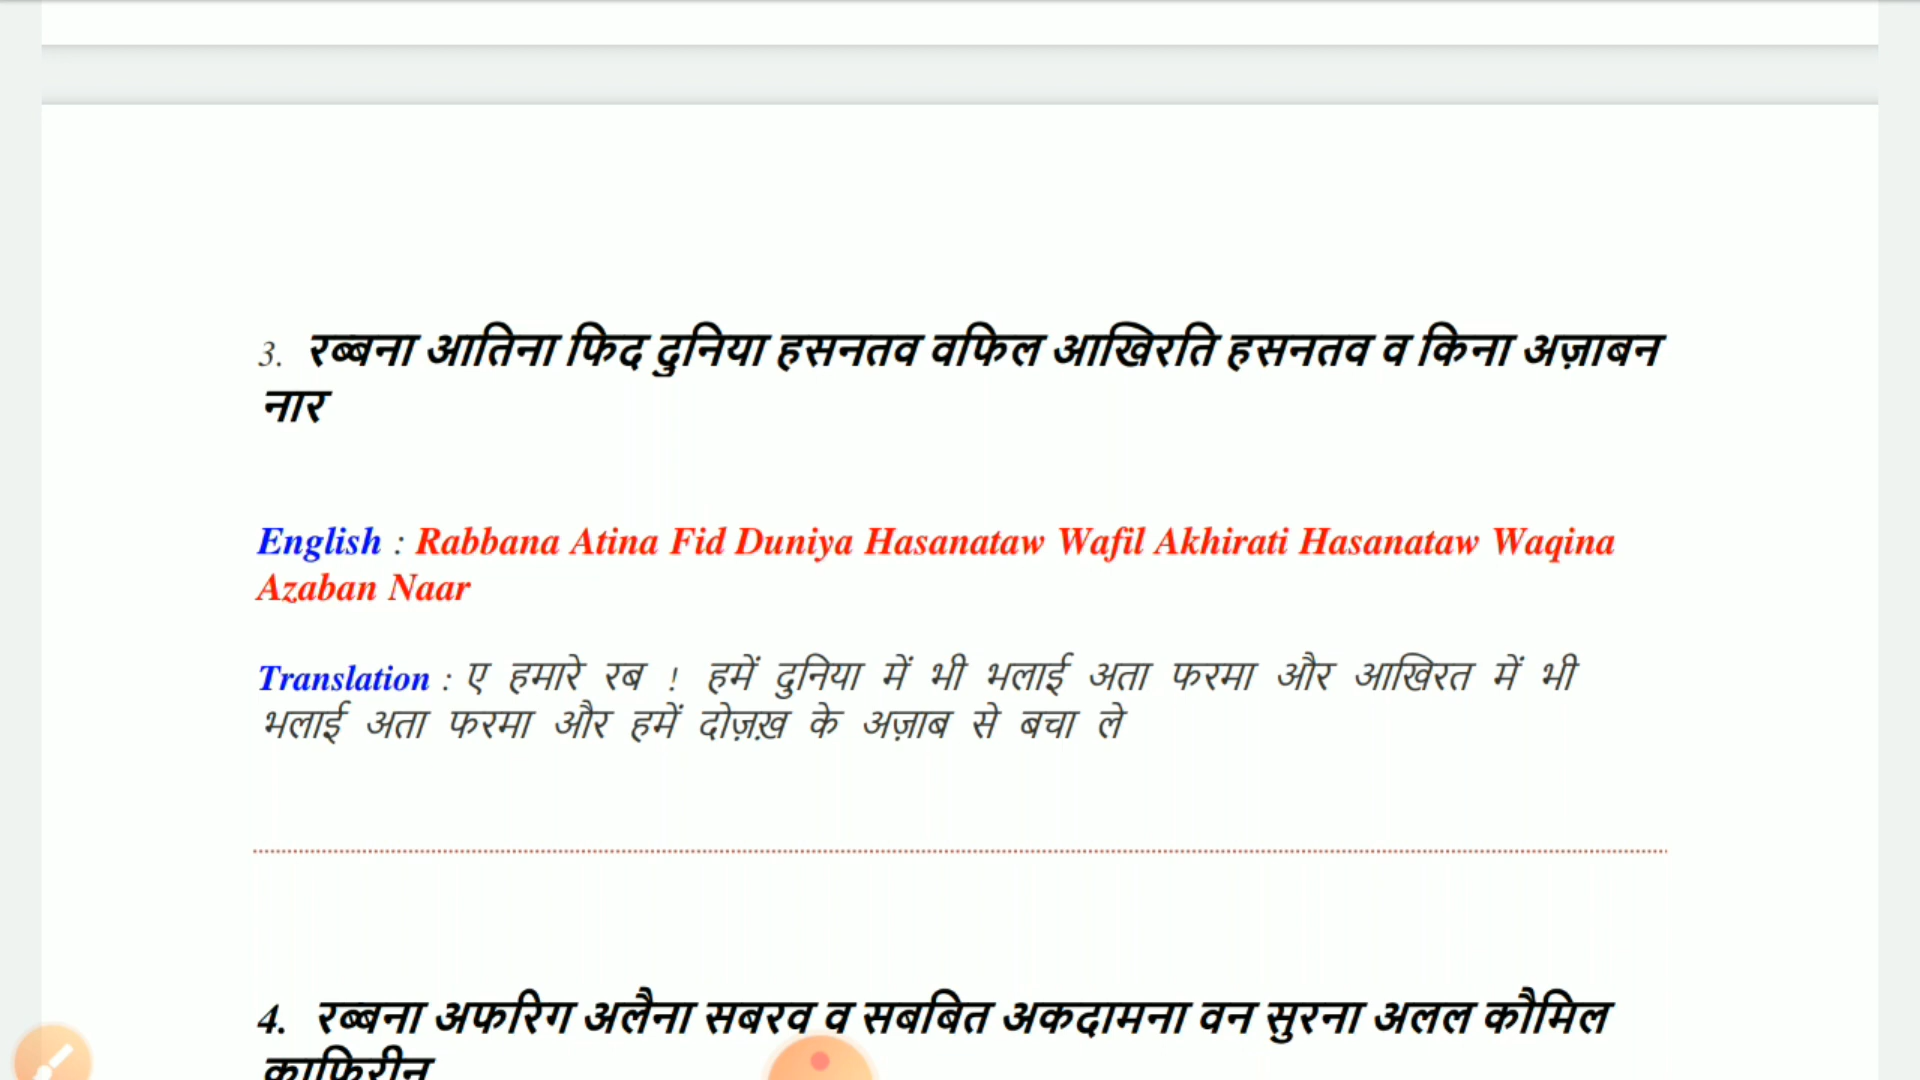 3. रब्बना आतिना फिद दुनिया हसनतव वफिल आखिरति हसनतव व किना अज़ाबन
नार
English : Rabbana Atina Fid Duniya Hasanataw Wafil Akhirati Hasanataw Waqina
Azaban Naar
Translation : ए हमारे रब ! हमें दुनिया में भी भलाई अता फरमा और आखिरत में भी
भलाई अता फरमा और हमें दोज़ख़ के अज़ाब से बचा ले
4. रब्बना अफरिग अलैना सबरव व सबबित अकदामना वन सुरना अलल कौमिल
काफिरीन